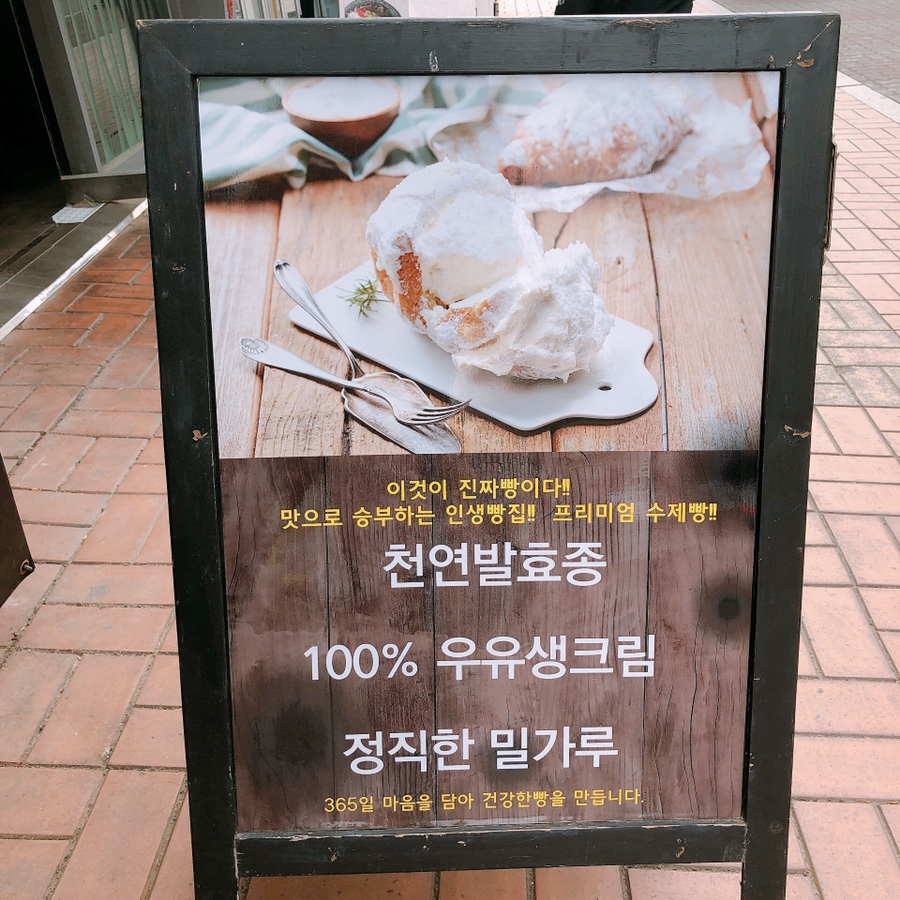 이것이 진짜빵이다!!
맛으로 승부하는 인생빵집!! 프리미엄 수제빵!!
천연발효종
100% 우유생크림
정직한 밀가루
365일 마음을 담아 건강한빵을 만듭니다.